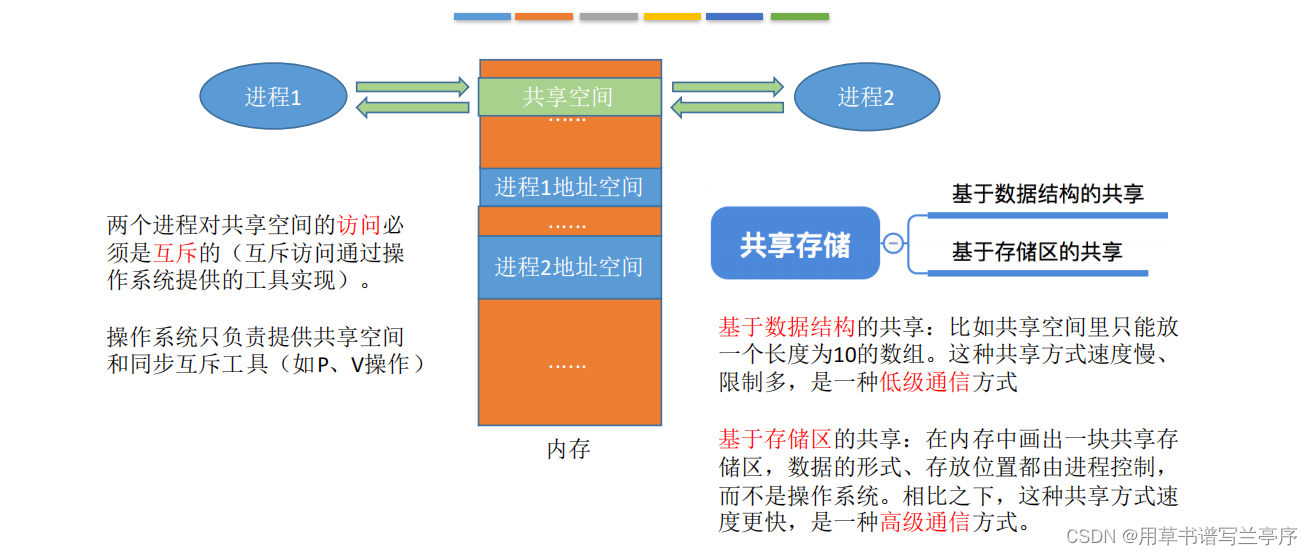 进程1
共享空间
进程2
......
进程1地址空间
......
进程2地址空间
......
内存
两个进程对共享空间的访问必
须是互斥的（互斥访问通过操
作系统提供的工具实现）。
操作系统只负责提供共享空间
和同步互斥工具（如P、V操作）
共享存储
基于数据结构的共享
基于存储区的共享
基于数据结构的共享：比如共享空间里只能放
一个长度为10的数组。这种共享方式速度慢、
限制多，是一种低级通信方式
基于存储区的共享：在内存中画出一块共享存
储区，数据的形式、存放位置都由进程控制，
而不是操作系统。相比之下，这种共享方式速
度更快，是一种高级通信方式。
CSDN @用草书谱写兰亭序